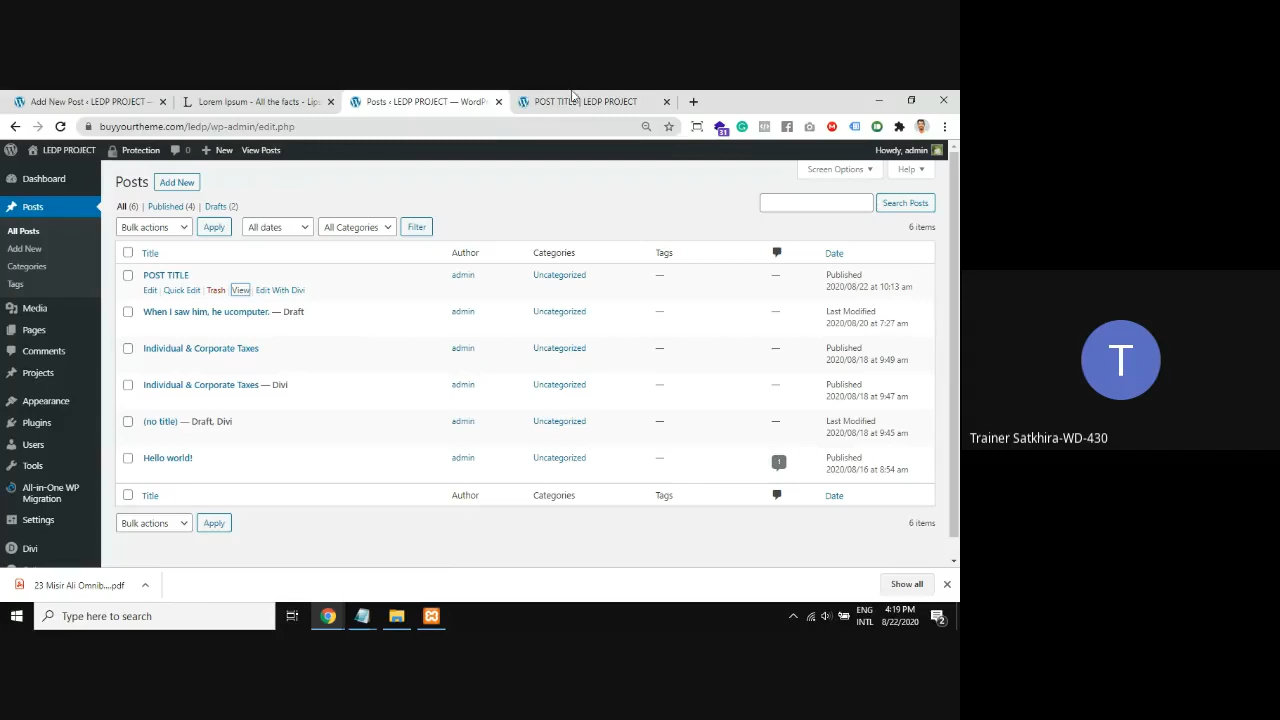 Add New Post ‹ LEDP PROJECT —
Lorem Ipsum - All the facts - Lips
Posts ‹ LEDP PROJECT — WordPr
POST TITLE | LEDP PROJECT
buyyourtheme.com/ledp/wp-admin/edit.php
31
LEDP PROJECT
Protection
0
New
View Posts
Howdy, admin
Dashboard
Posts
All Posts
Add New
Categories
Tags
Media
Pages
Comments
Projects
Appearance
Plugins
Users
Tools
All-in-One WP
Migration
Settings
Divi
Posts Add New
Screen Options
Help
All (6) | Published (4) | Drafts (2)
Search Posts
Bulk actions Apply All dates All Categories Filter
6 items
Title Author Categories Tags Date
POST TITLE admin Uncategorized — — Published
Edit | Quick Edit | Trash | View | Edit With Divi 2020/08/22 at 10:13 am
When I saw him, he ucomputer. — Draft admin Uncategorized — — Last Modified
2020/08/20 at 7:27 am
Individual & Corporate Taxes admin Uncategorized — — Published
2020/08/18 at 9:49 am
Individual & Corporate Taxes — Divi admin Uncategorized — — Published
2020/08/18 at 9:47 am
(no title) — Draft, Divi admin Uncategorized — — Last Modified
2020/08/18 at 9:45 am
Hello world! admin Uncategorized — 1 Published
2020/08/16 at 8:54 am
Title Author Categories Tags Date
Bulk actions Apply
6 items
23 Misir Ali Omnib....pdf
Show all
Type here to search
ENG
INTL
4:19 PM
8/22/2020
2
T
Trainer Satkhira-WD-430